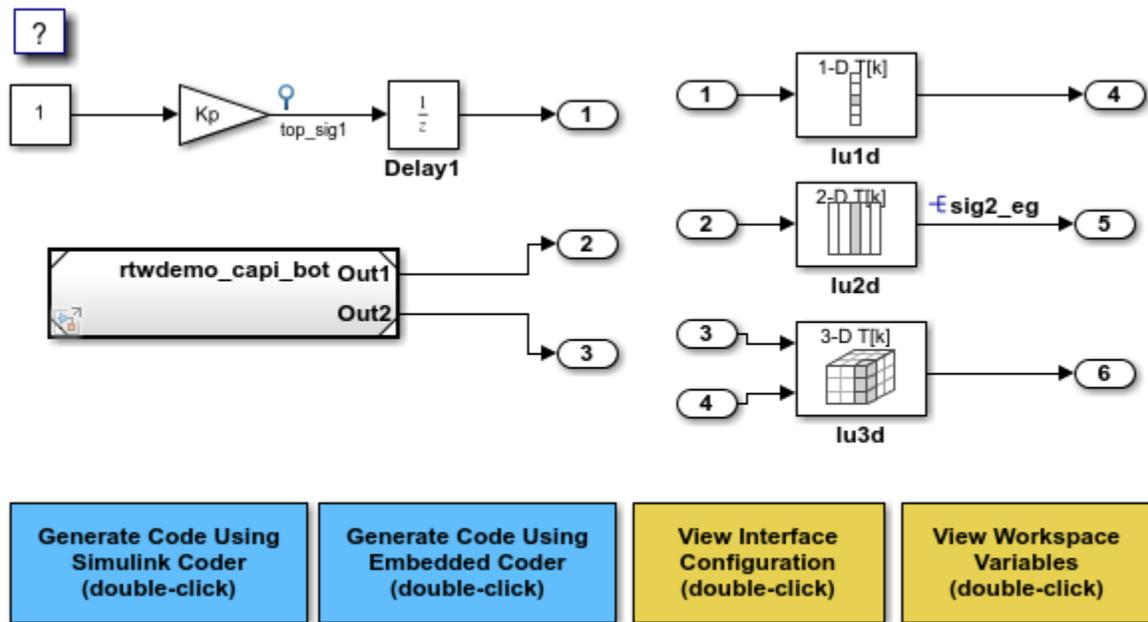 ?
1
Kp
top_sig1
1
z
Delay1
1
rtwdemo_capi_bot
Out1
Out2
2
3
1
1-D T[k]
lu1d
4
2
2-D T[k]
lu2d
sig2_eg
5
3
4
3-D T[k]
lu3d
6
Generate Code Using
Simulink Coder
(double-click)
Generate Code Using
Embedded Coder
(double-click)
View Interface
Configuration
(double-click)
View Workspace
Variables
(double-click)